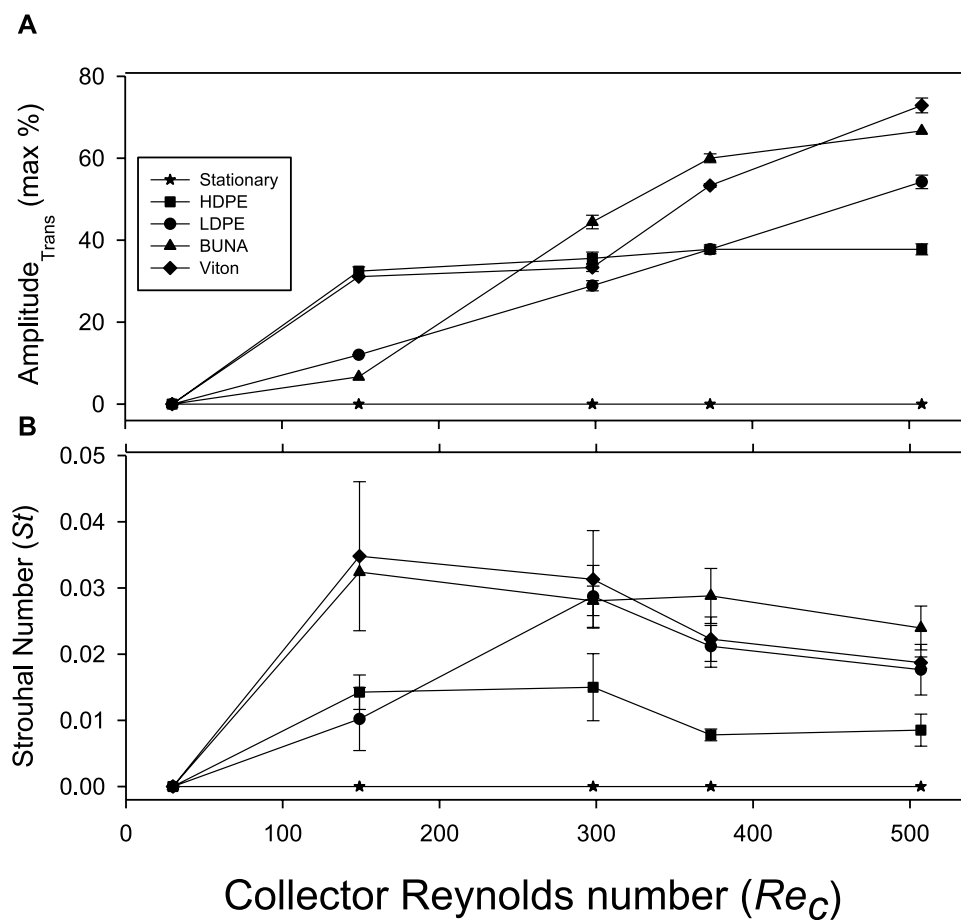 A
80
60
40
20
0
Amplitude_Trans (max %)
Stationary
HDPE
LDPE
BUNA
Viton
B
0.05
0.04
0.03
0.02
0.01
0.00
Strouhal Number (St)
0 100 200 300 400 500
Collector Reynolds number (Re_C)